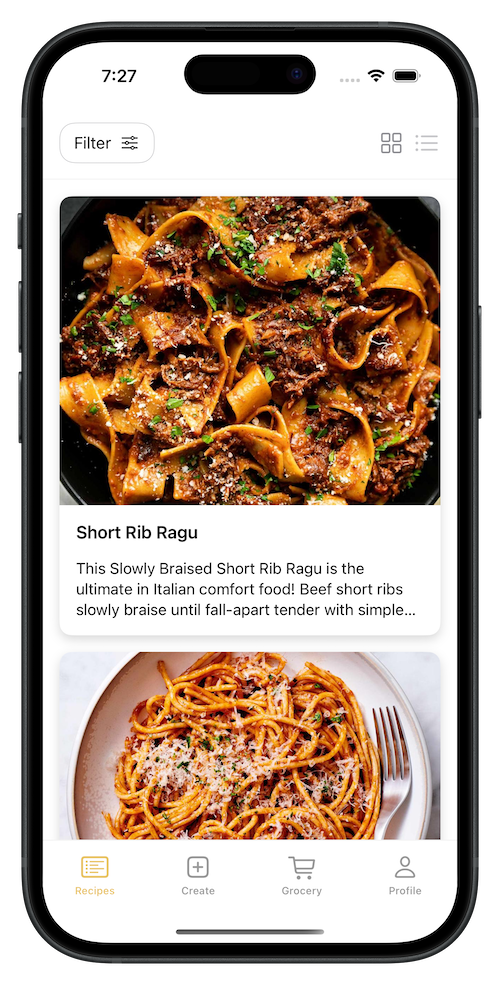 7:27
Filter
Short Rib Ragu
This Slowly Braised Short Rib Ragu is the
ultimate in Italian comfort food! Beef short ribs
slowly braise until fall-apart tender with simple...
Recipes
Create
Grocery
Profile